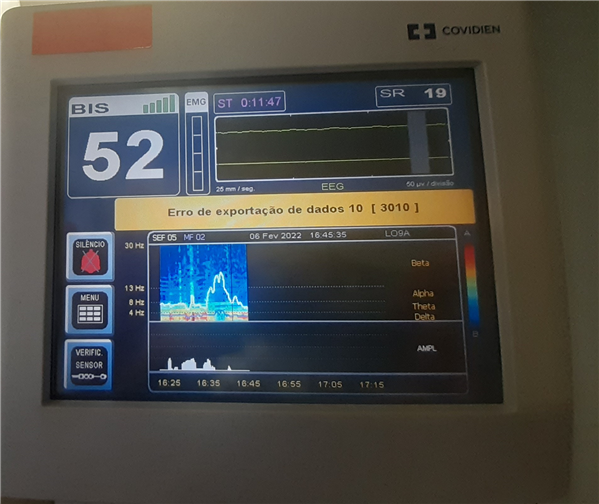 COVIDIEN
BIS
EMG
ST 0:11:47
SR 19
52
25 mm / seg.
EEG
50 µv / divisão
Erro de exportação de dados 10 [ 3010 ]
SILÊNCIO
SEF 05 MF 02 06 Fev 2022 16:45:35 LO9A
30 Hz
Beta
MENU
13 Hz
Alpha
8 Hz
Theta
4 Hz
Delta
VERIFIC.
SENSOR
AMPL
16:25 16:35 16:45 16:55 17:05 17:15